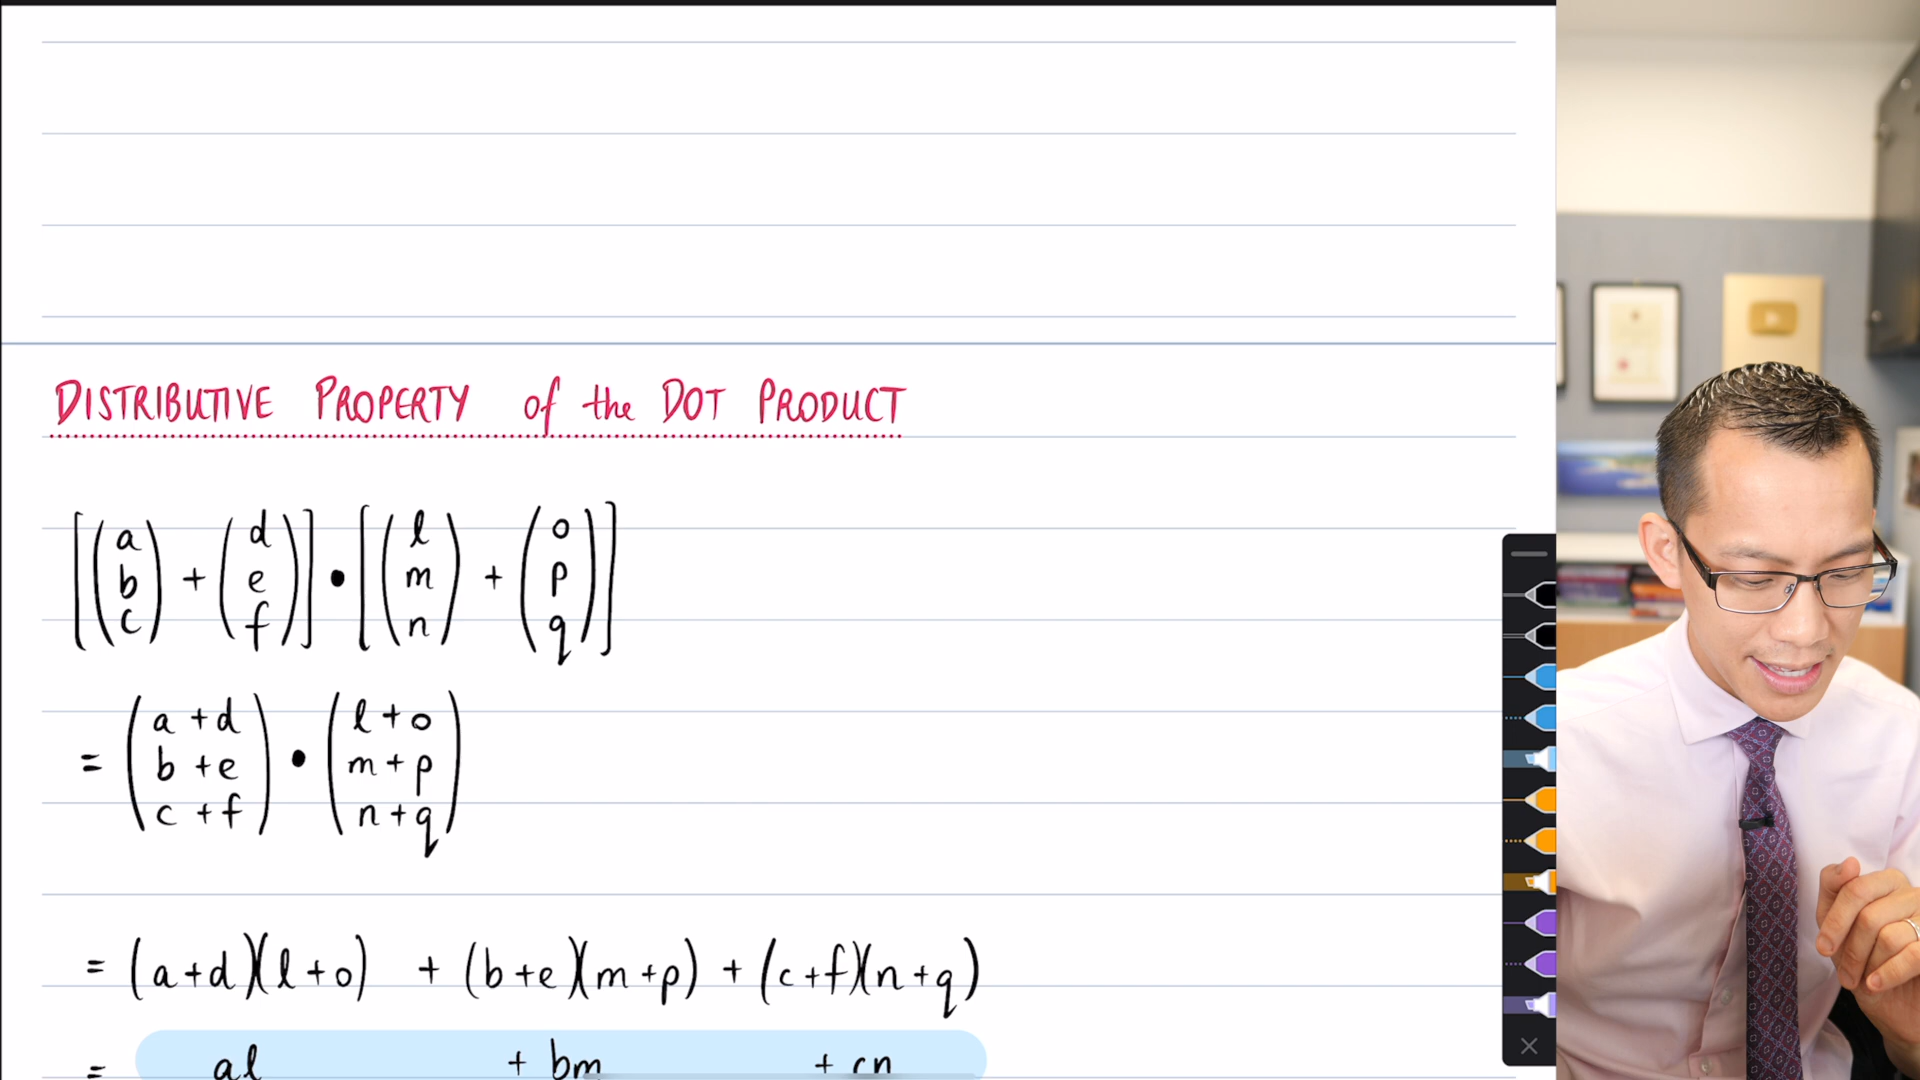 DISTRIBUTIVE PROPERTY of the DOT PRODUCT
[(a b c) + (d e f)] • [(l m n) + (o p q)]
= (a+d b+e c+f) • (l+o m+p n+q)
= (a+d)(l+o) + (b+e)(m+p) + (c+f)(n+q)
= al + bm + cn